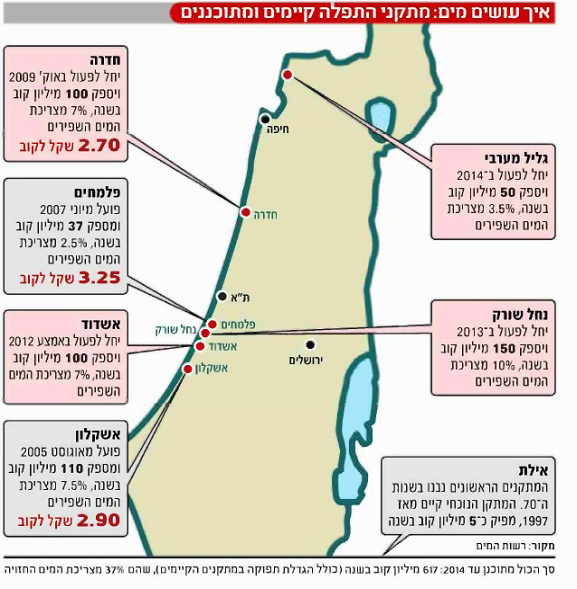 איך עושים מים: מתקני התפלה קיימים ומתוכננים
חדרה
יחל לפעול באוק' 2009
ויספק 100 מיליון קוב
בשנה, 7% מצריכת
המים השפירים
2.70 שקל לקוב
פלמחים
פועל מיוני 2007
ומספק 37 מיליון קוב
בשנה, 2.5% מצריכת
המים השפירים
3.25 שקל לקוב
אשדוד
יחל לפעול באמצע 2012
ויספק 100 מיליון קוב
בשנה, 7% מצריכת המים
השפירים
אשקלון
פועל מאוגוסט 2005
ומספק 110 מיליון קוב
בשנה, 7.5% מצריכת
המים השפירים
2.90 שקל לקוב
חיפה
חדרה
ת"א
פלמחים
נחל שורק
אשדוד
אשקלון
ירושלים
גליל מערבי
יחל לפעול ב־2014
ויספק 50 מיליון קוב
בשנה, 3.5% מצריכת
המים השפירים
נחל שורק
יחל לפעול ב־2013
ויספק 150 מיליון קוב
בשנה, 10% מצריכת
המים השפירים
אילת
המתקנים הראשונים נבנו בשנות
ה־70. המתקן הנוכחי קיים מאז
1997, מפיק כ־5 מיליון קוב בשנה
מקור: רשות המים
סך הכול מתוכנן עד 2014: 617 מיליון קוב בשנה (כולל הגדלת תפוקה במתקנים הקיימים), שהם 37% מצריכת המים החזויה